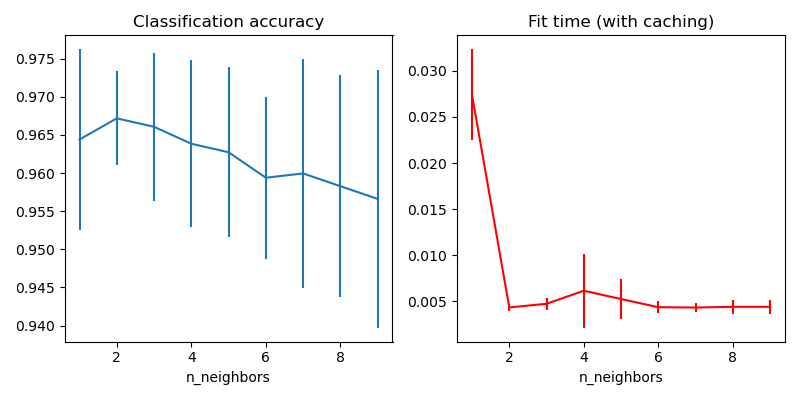 Classification accuracy
0.975
0.970
0.965
0.960
0.955
0.950
0.945
0.940
2 4 6 8
n_neighbors
Fit time (with caching)
0.030
0.025
0.020
0.015
0.010
0.005
2 4 6 8
n_neighbors